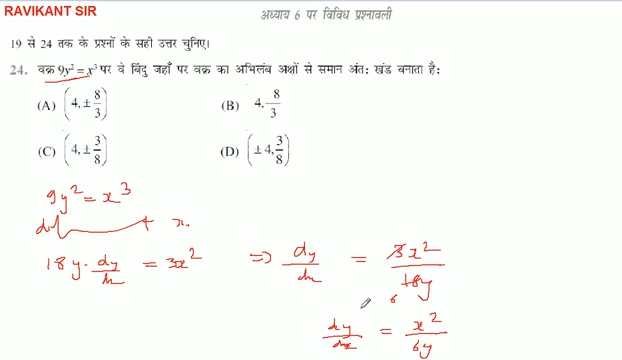 RAVIKANT SIR
अध्याय 6 पर विविध प्रश्नावली
19 से 24 तक के प्रश्नों के सही उत्तर चुनिए।
24. वक्र 9y² = x³ पर वे बिंदु जहाँ पर वक्र का अभिलंब अक्षों से समान अंत: खंड बनाता है:
(A) (4, ± 8/3) (B) 4, -8/3
(C) (4, ± 3/8) (D) (± 4, 3/8)
9y² = x³
18y · dy/dx = 3x² ⇒ dy/dx = 3x²/18y
6
dy/dx = x²/6y